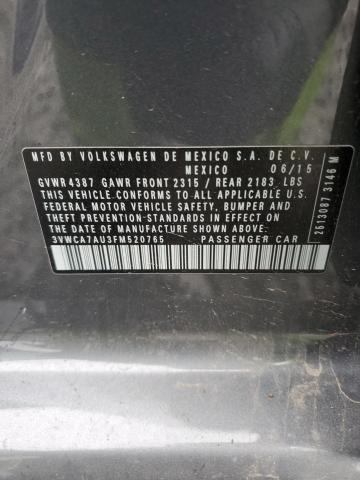 MFD BY VOLKSWAGEN DE MEXICO S.A. DE C.V.
MEXICO 06/15
GVWR 4387 GAWR FRONT 2315 / REAR 2183 LBS
THIS VEHICLE CONFORMS TO ALL APPLICABLE U.S.
FEDERAL MOTOR VEHICLE SAFETY, BUMPER AND
THEFT PREVENTION STANDARDS IN EFFECT ON
THE DATE OF MANUFACTURE SHOWN ABOVE.
3VWCA7AU3FM520765 PASSENGER CAR
2613087 3146 M